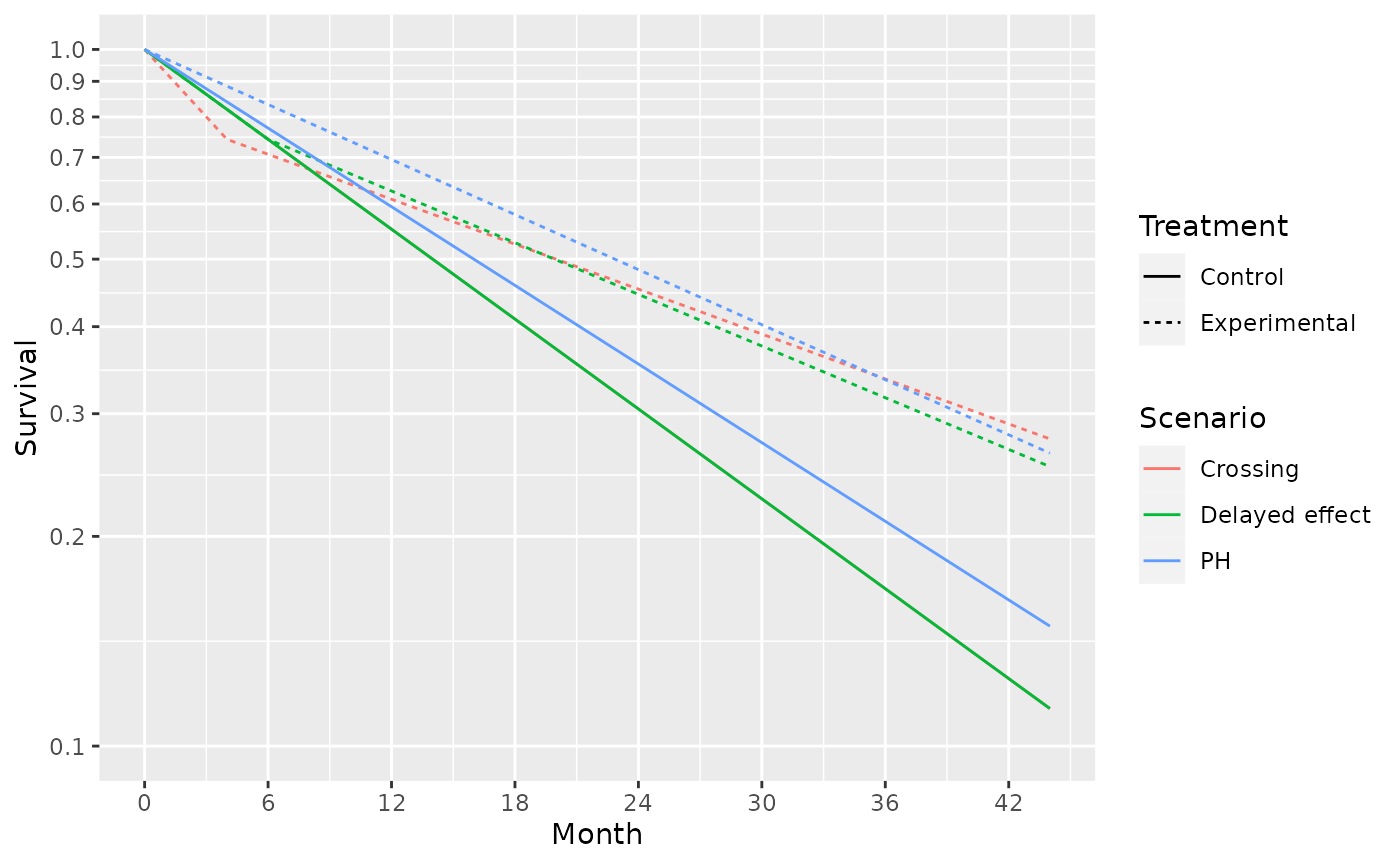 Survival
1.0
0.9
0.8
0.7
0.6
0.5
0.4
0.3
0.2
0.1
0 6 12 18 24 30 36 42
Month
Treatment
Control
Experimental
Scenario
Crossing
Delayed effect
PH